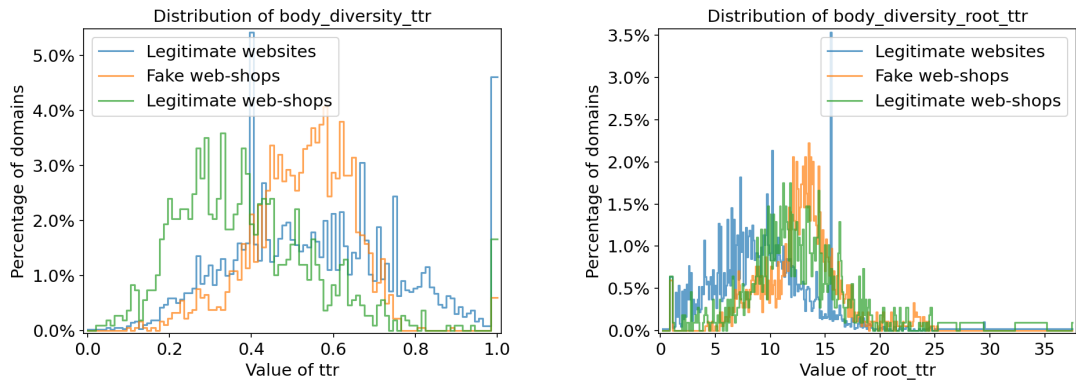 Distribution of body_diversity_ttr
Legitimate websites
Fake web-shops
Legitimate web-shops
Percentage of domains
5.0%
4.0%
3.0%
2.0%
1.0%
0.0%
0.0
0.2
0.4
0.6
0.8
1.0
Value of ttr
Distribution of body_diversity_root_ttr
Legitimate websites
Fake web-shops
Legitimate web-shops
Percentage of domains
3.5%
3.0%
2.5%
2.0%
1.5%
1.0%
0.5%
0.0%
0
5
10
15
20
25
30
35
Value of root_ttr